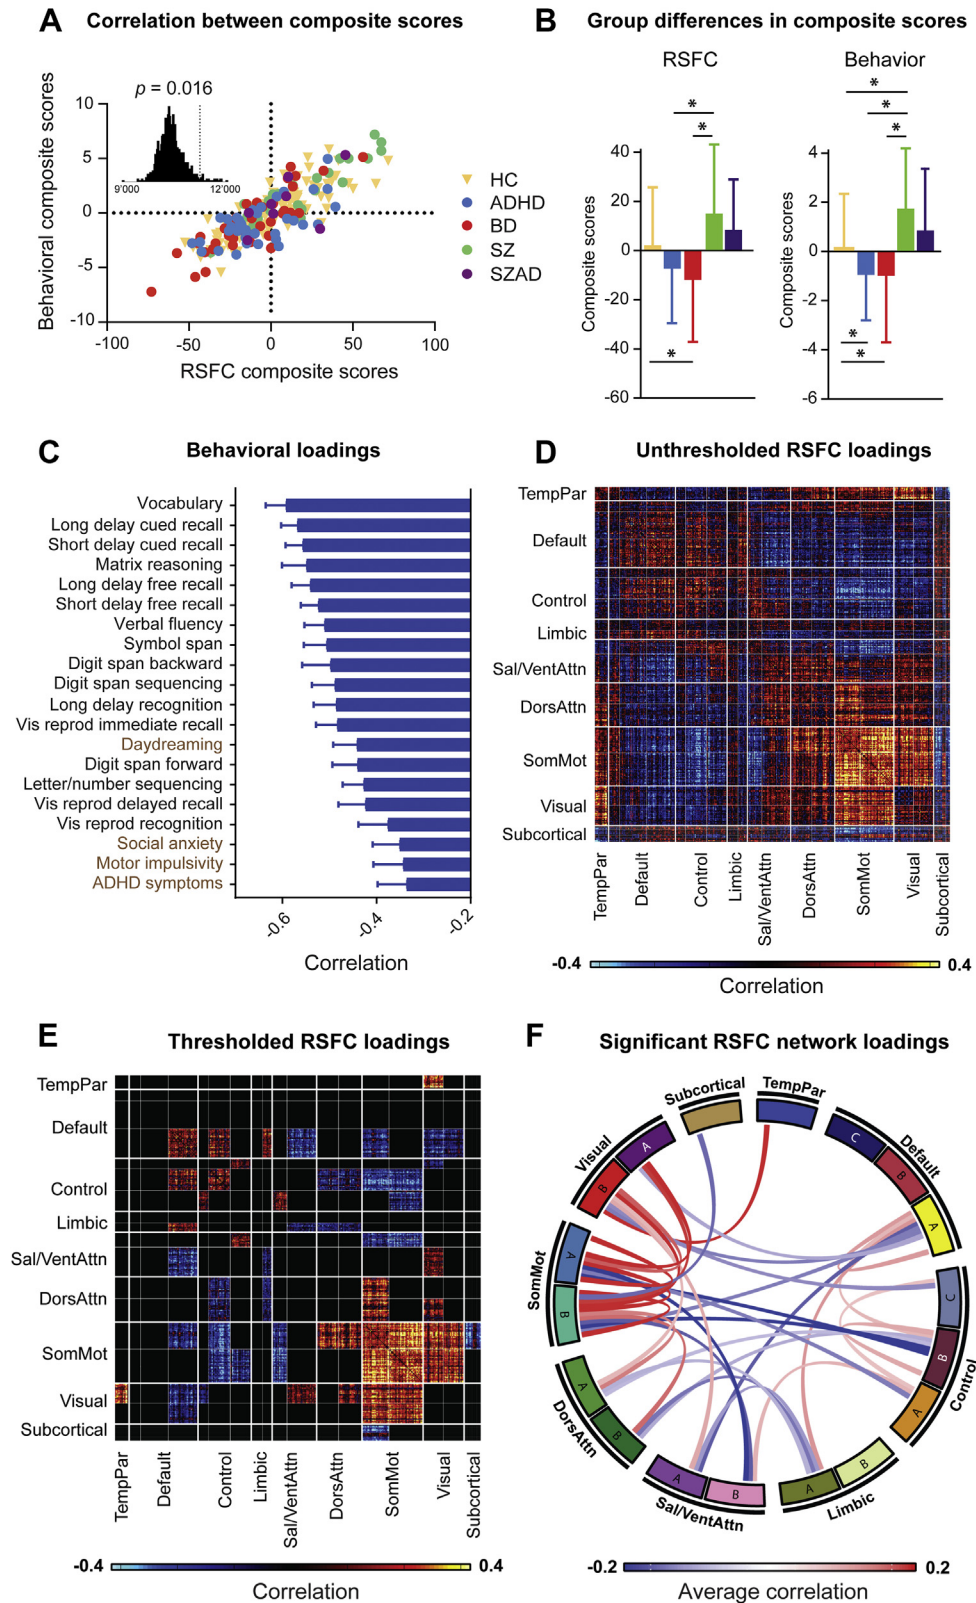 A Correlation between composite scores
p = 0.016
9000 12000
Behavioral composite scores
10
5
0
-5
-10
-100 -50 0 50 100
RSFC composite scores
HC
ADHD
BD
SZ
SZAD
B Group differences in composite scores
RSFC
Composite scores
40
20
0
-20
-40
-60
* * *
Behavior
Composite scores
4
2
0
-2
-4
-6
* * * * *
C Behavioral loadings
Vocabulary
Long delay cued recall
Short delay cued recall
Matrix reasoning
Long delay free recall
Short delay free recall
Verbal fluency
Symbol span
Digit span backward
Digit span sequencing
Long delay recognition
Vis reprod immediate recall
Daydreaming
Digit span forward
Letter/number sequencing
Vis reprod delayed recall
Vis reprod recognition
Social anxiety
Motor impulsivity
ADHD symptoms
-0.6 -0.4 -0.2
Correlation
D Unthresholded RSFC loadings
TempPar
Default
Control
Limbic
Sal/VentAttn
DorsAttn
SomMot
Visual
Subcortical
TempPar Default Control Limbic Sal/VentAttn DorsAttn SomMot Visual Subcortical
-0.4 0.4
Correlation
E Thresholded RSFC loadings
TempPar
Default
Control
Limbic
Sal/VentAttn
DorsAttn
SomMot
Visual
Subcortical
TempPar Default Control Limbic Sal/VentAttn DorsAttn SomMot Visual Subcortical
-0.4 0.4
Correlation
F Significant RSFC network loadings
Subcortical
TempPar
Default
C
B
A
Control
C
B
A
Limbic
B
A
Sal/VentAttn
B
A
DorsAttn
B
A
SomMot
B
A
Visual
B
A
-0.2 0.2
Average correlation